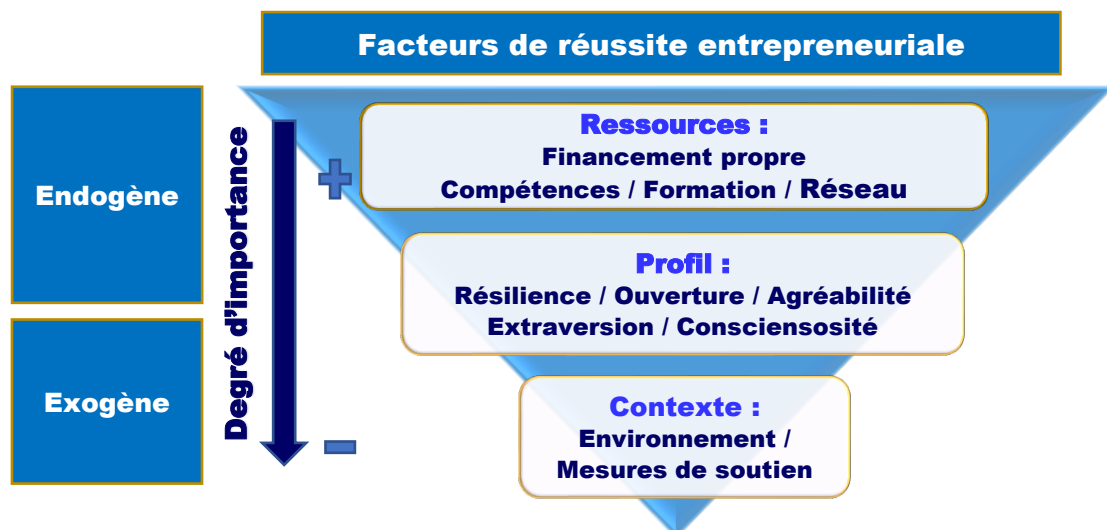 Facteurs de réussite entrepreneuriale
Endogène
Exogène
Degré d'importance
+
Ressources :
Financement propre
Compétences / Formation / Réseau
Profil :
Résilience / Ouverture / Agréabilité
Extraversion / Consciensosité
Contexte :
Environnement /
Mesures de soutien
-